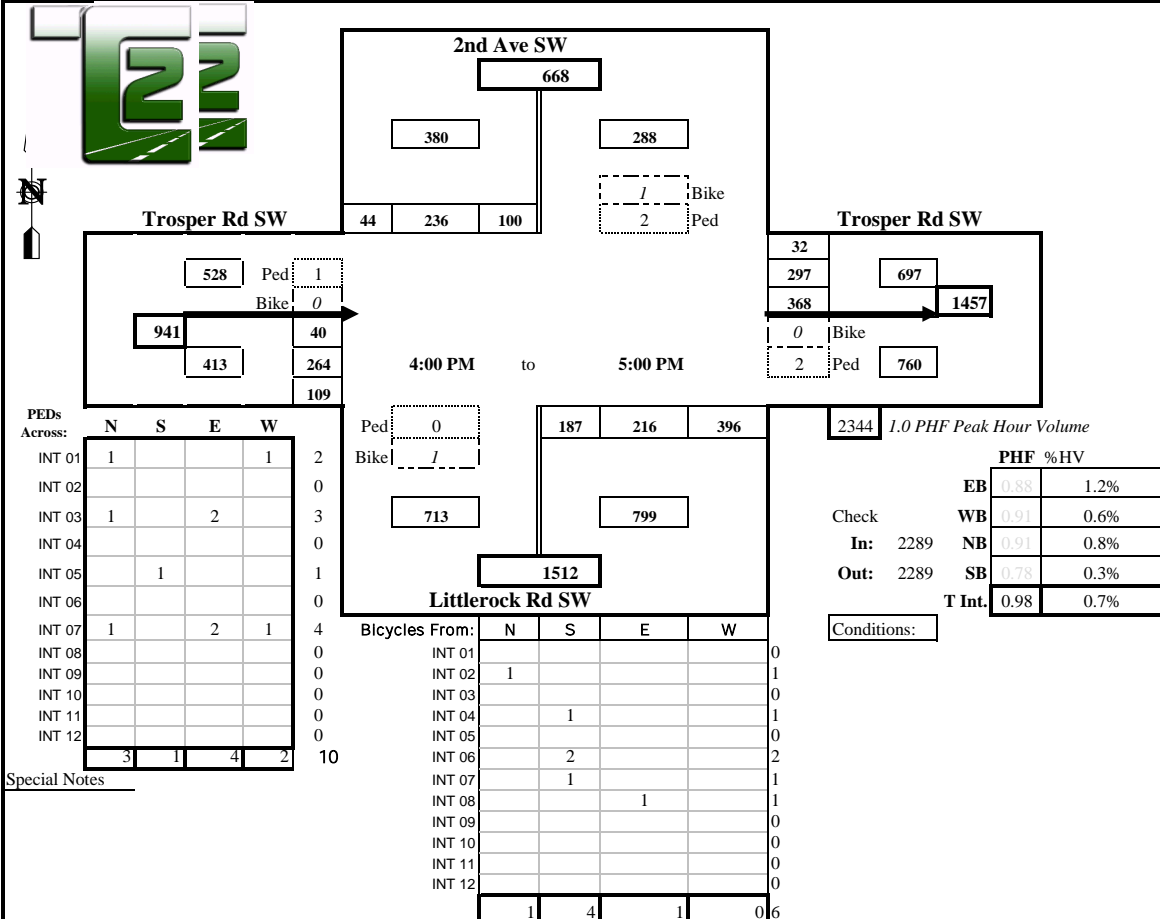 T2 2
N
2nd Ave SW
668
380 288
1 Bike
Trosper Rd SW 44 236 100 2 Ped Trosper Rd SW
32
528 Ped 1 297 697
Bike 0 368 1457
941 40 0 Bike
413 264 4:00 PM to 5:00 PM 2 Ped 760
109
PEDs Across: N S E W Ped 0 187 216 396 2344 1.0 PHF Peak Hour Volume
INT 01 1 1 2 Bike 1 PHF %HV
INT 02 0 EB 0.88 1.2%
INT 03 1 2 3 713 799 Check WB 0.91 0.6%
INT 04 0 In: 2289 NB 0.91 0.8%
INT 05 1 1 1512 Out: 2289 SB 0.78 0.3%
INT 06 0 Littlerock Rd SW T Int. 0.98 0.7%
INT 07 1 2 1 4 Bicycles From: N S E W Conditions:
INT 08 0 INT 01 0
INT 09 0 INT 02 1 1
INT 10 0 INT 03 0
INT 11 0 INT 04 1 1
INT 12 0 INT 05 0
3 1 4 2 10 INT 06 2 2
Special Notes INT 07 1 1
INT 08 1 1
INT 09 0
INT 10 0
INT 11 0
INT 12 0
1 4 1 0 6